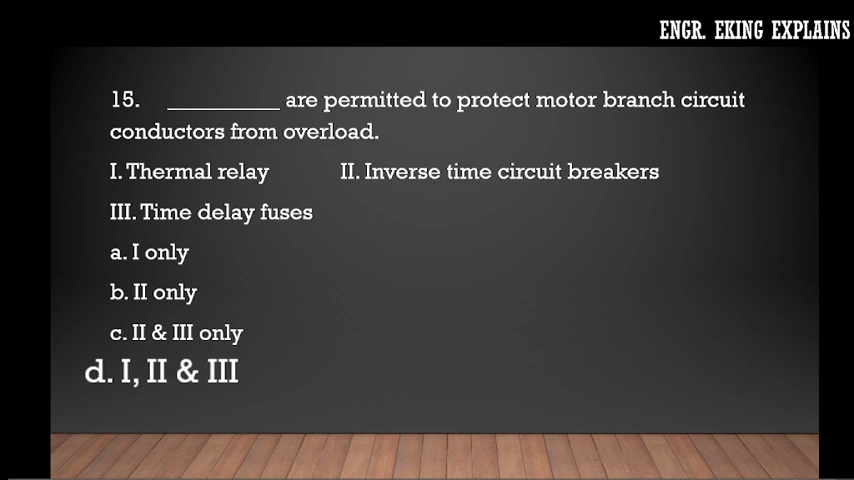 ENGR. EKING EXPLAINS
15. __________ are permitted to protect motor branch circuit
conductors from overload.
I. Thermal relay II. Inverse time circuit breakers
III. Time delay fuses
a. I only
b. II only
c. II & III only
d. I, II & III